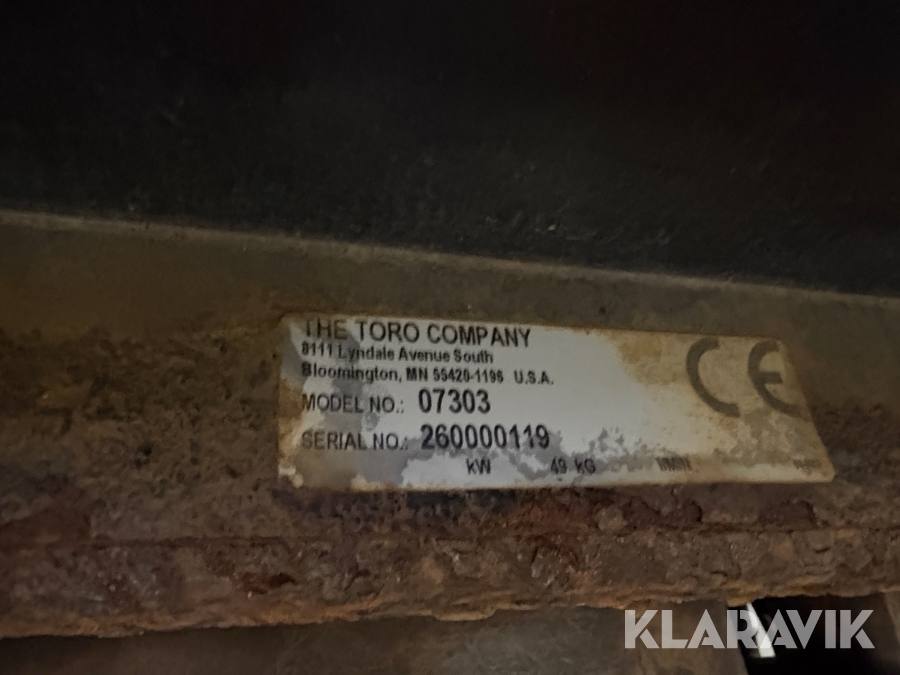 THE TORO COMPANY
8111 Lyndale Avenue South
Bloomington, MN 55420-1196 U.S.A.
MODEL NO.: 07303
SERIAL NO.: 260000119
kW 49 kG
CE
KLARAVIK